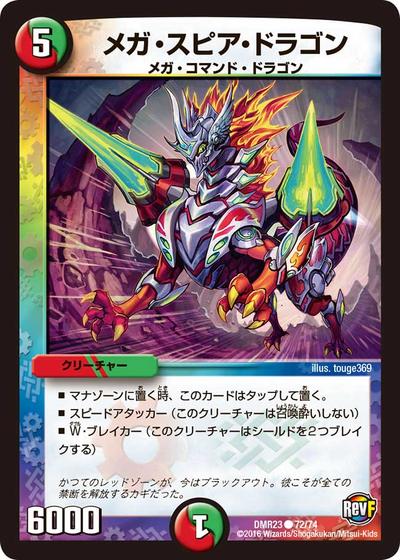 5
メガ・スピア・ドラゴン
メガ・コマンド・ドラゴン
クリーチャー
illus. touge369
■ マナゾーンに置く時、このカードはタップして置く。
■ スピードアタッカー（このクリーチャーは召喚酔いしない）
■ W・ブレイカー（このクリーチャーはシールドを2つブレイ
クする）
かつてのレッドゾーンが、今はブラックアウト。彼こそが全ての
禁断を解放するカギだった。
6000
1
DMR23 ● 72/74
©2016 Wizards/Shogakukan/Mitsui-Kids
RevF